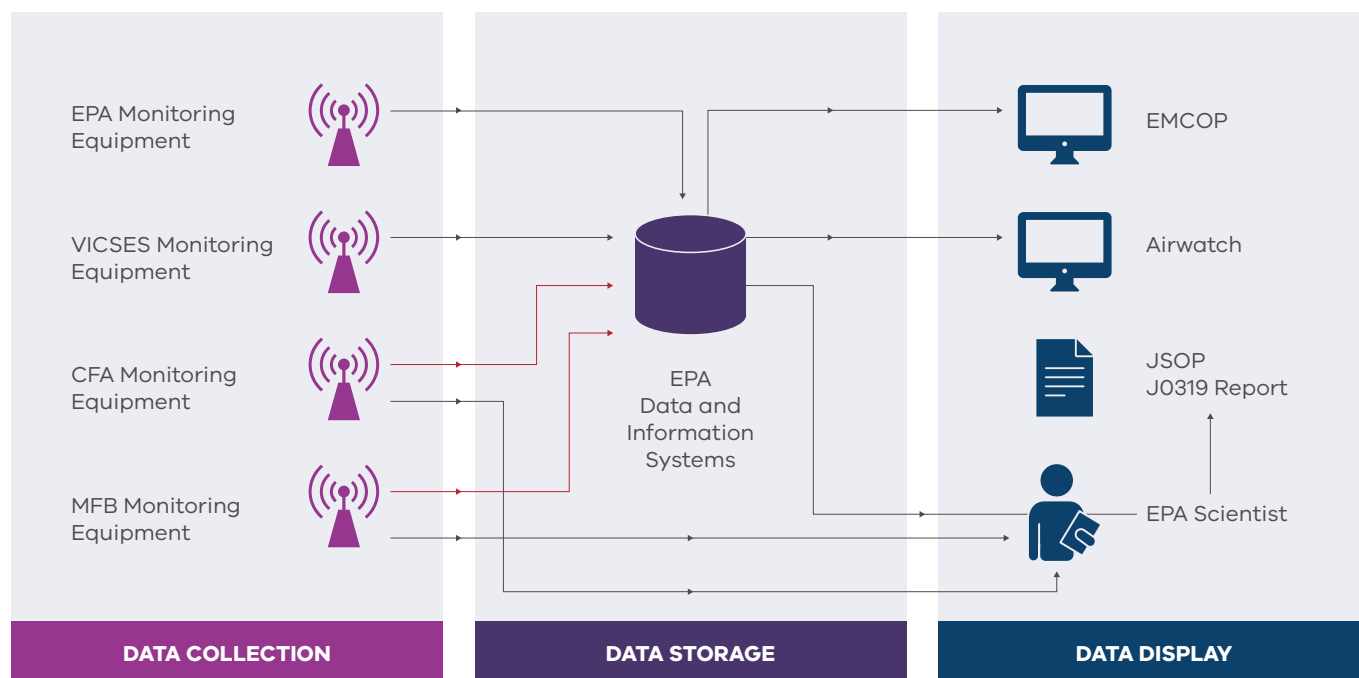 EPA Monitoring
Equipment
VICSES Monitoring
Equipment
CFA Monitoring
Equipment
MFB Monitoring
Equipment
EPA
Data and
Information
Systems
EMCOP
Airwatch
JSOP
J0319 Report
EPA Scientist
DATA COLLECTION
DATA STORAGE
DATA DISPLAY